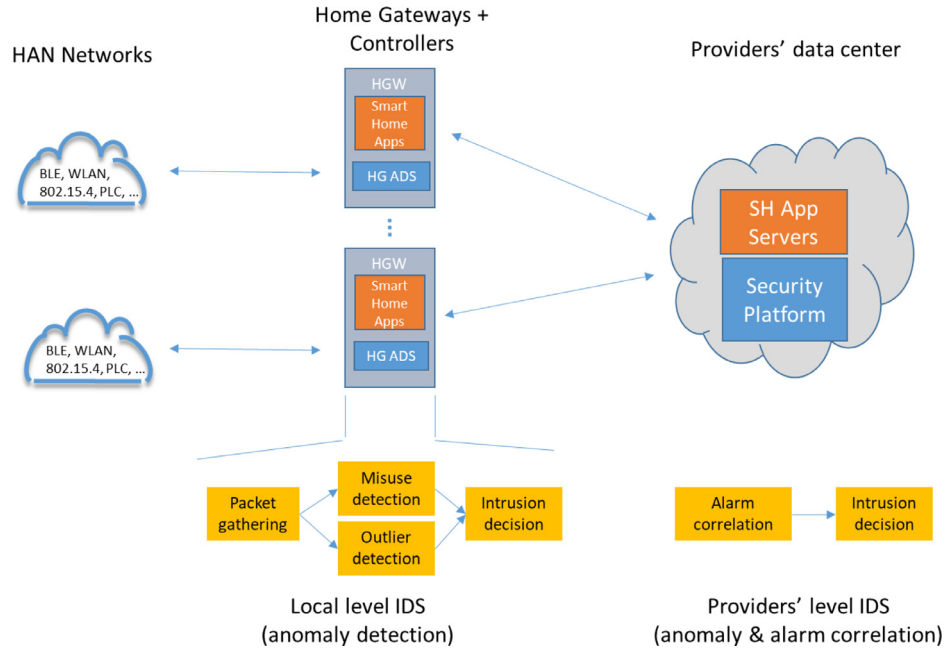 Home Gateways +
Controllers
HAN Networks
Providers' data center
HGW
Smart
Home
Apps
HG ADS
BLE, WLAN,
802.15.4, PLC, ...
SH App
Servers
Security
Platform
HGW
Smart
Home
Apps
HG ADS
BLE, WLAN,
802.15.4, PLC, ...
Packet
gathering
Misuse
detection
Outlier
detection
Intrusion
decision
Alarm
correlation
Intrusion
decision
Local level IDS
(anomaly detection)
Providers' level IDS
(anomaly & alarm correlation)